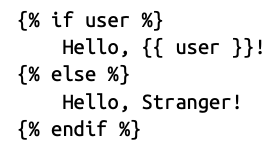 {% if user %}
    Hello, {{ user }}!
{% else %}
    Hello, Stranger!
{% endif %}